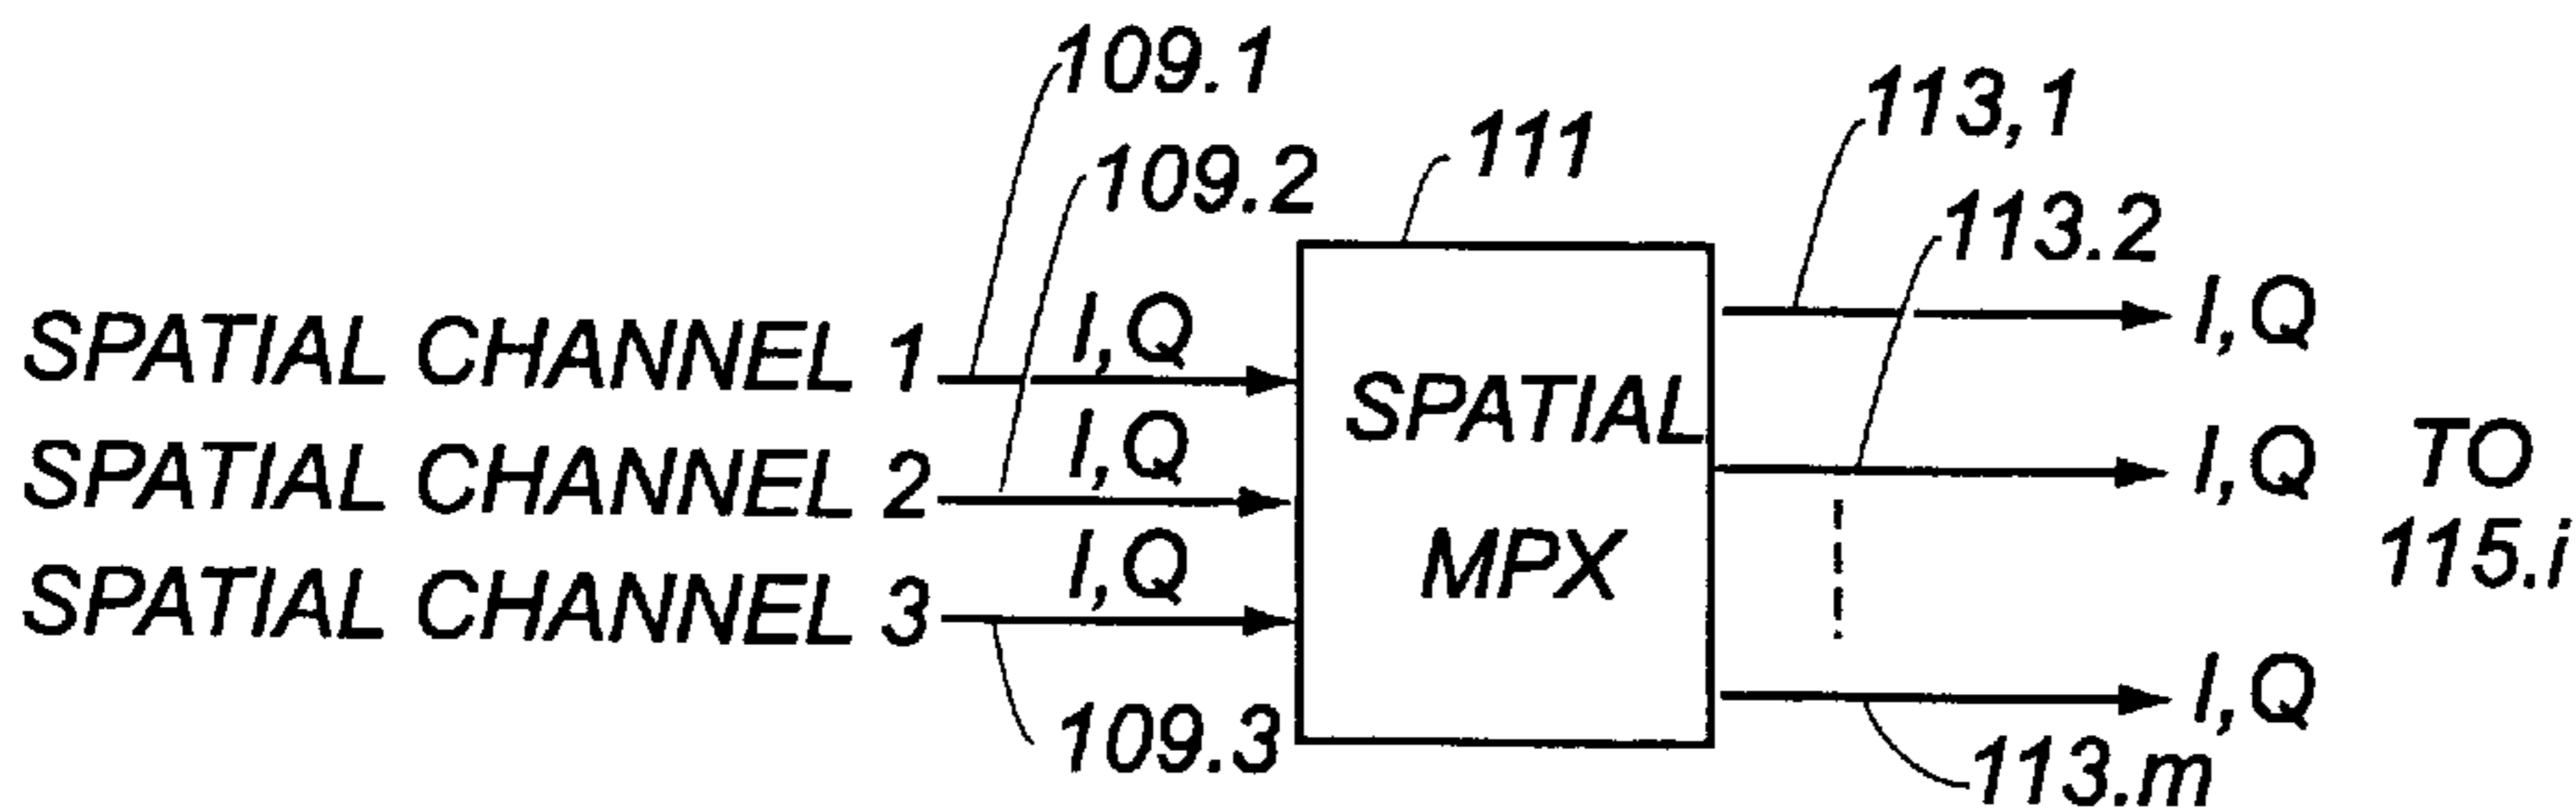 109.1
109.2
111
113,1
113.2
SPATIAL CHANNEL 1
I,Q
SPATIAL CHANNEL 2
I,Q
SPATIAL CHANNEL 3
I,Q
109.3
SPATIAL
MPX
I,Q
I,Q
TO
115.i
I,Q
113.m